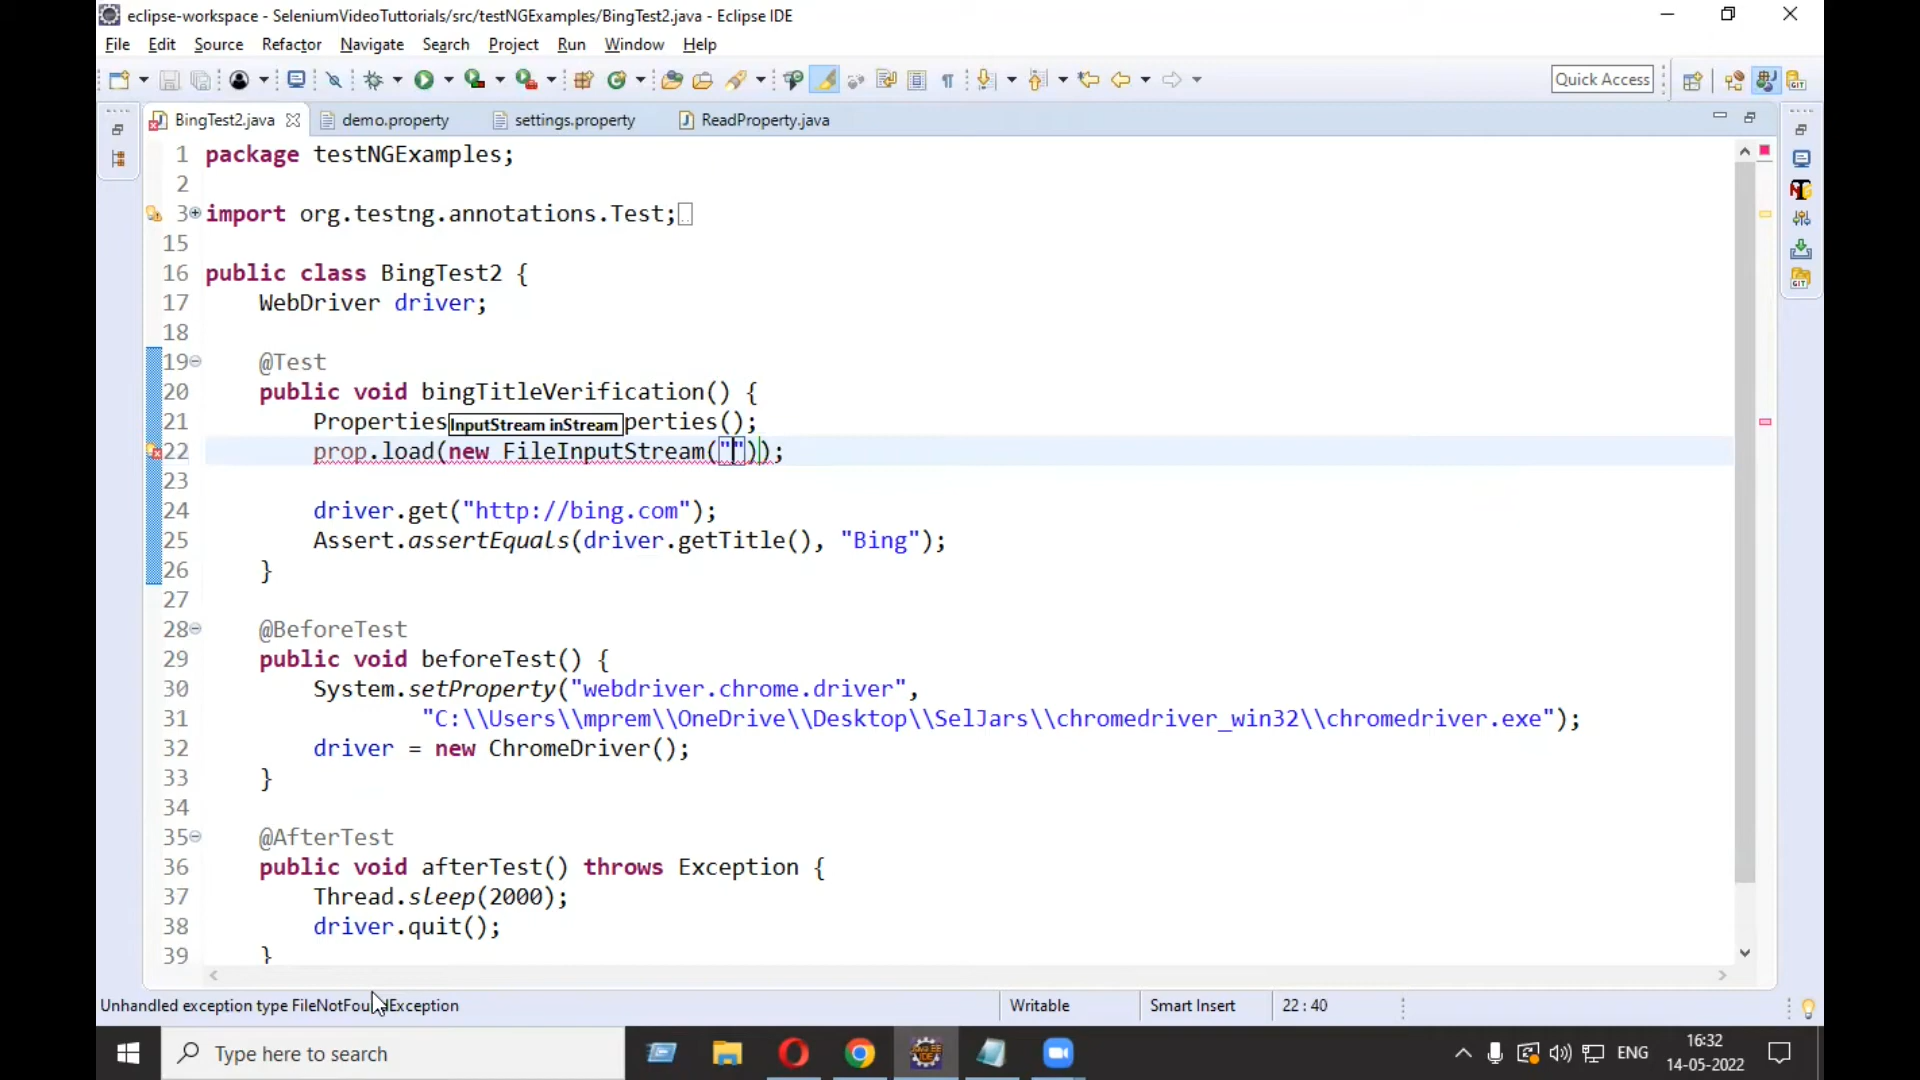 eclipse-workspace - SeleniumVideoTuttorials/src/testNGExamples/BingTest2.java - Eclipse IDE
File Edit Source Refactor Navigate Search Project Run Window Help
Quick Access
BingTest2.java demo.property settings.property ReadProperty.java
1 package testNGExamples;
2
3 import org.testng.annotations.Test;
15
16 public class BingTest2 {
17 WebDriver driver;
18
19 @Test
20 public void bingTitleVerification() {
21 Properties InputStream inStream perties();
22 prop.load(new FileInputStream(""));
23
24 driver.get("http://bing.com");
25 Assert.assertEquals(driver.getTitle(), "Bing");
26 }
27
28 @BeforeTest
29 public void beforeTest() {
30 System.setProperty("webdriver.chrome.driver",
31 "C:\\Users\\mprem\\OneDrive\\Desktop\\SelJars\\chromedriver_win32\\chromedriver.exe");
32 driver = new ChromeDriver();
33 }
34
35 @AfterTest
36 public void afterTest() throws Exception {
37 Thread.sleep(2000);
38 driver.quit();
39 }
Unhandled exception type FileNotFoundException Writable Smart Insert 22 : 40
Type here to search ENG 16:32
14-05-2022